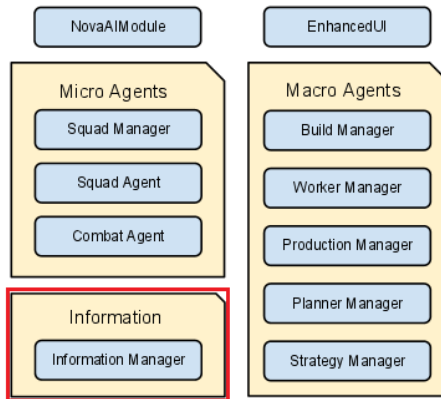 NovaAIModule
EnhancedUI
Micro Agents
Squad Manager
Squad Agent
Combat Agent
Information
Information Manager
Macro Agents
Build Manager
Worker Manager
Production Manager
Planner Manager
Strategy Manager